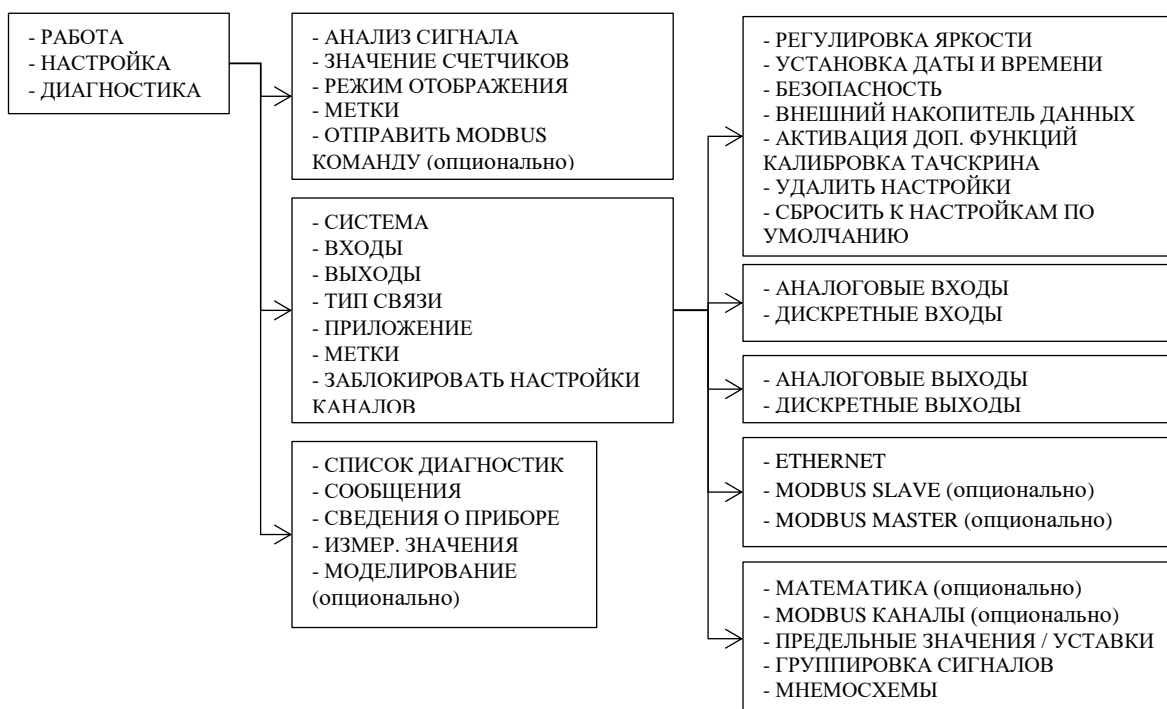 - РАБОТА
- НАСТРОЙКА
- ДИАГНОСТИКА
- АНАЛИЗ СИГНАЛА
- ЗНАЧЕНИЕ СЧЕТЧИКОВ
- РЕЖИМ ОТОБРАЖЕНИЯ
- МЕТКИ
- ОТПРАВИТЬ MODBUS
КОМАНДУ (опционально)
- СИСТЕМА
- ВХОДЫ
- ВЫХОДЫ
- ТИП СВЯЗИ
- ПРИЛОЖЕНИЕ
- МЕТКИ
- ЗАБЛОКИРОВАТЬ НАСТРОЙКИ
КАНАЛОВ
- СПИСОК ДИАГНОСТИК
- СООБЩЕНИЯ
- СВЕДЕНИЯ О ПРИБОРЕ
- ИЗМЕР. ЗНАЧЕНИЯ
- МОДЕЛИРОВАНИЕ
(опционально)
- РЕГУЛИРОВКА ЯРКОСТИ
- УСТАНОВКА ДАТЫ И ВРЕМЕНИ
- БЕЗОПАСНОСТЬ
- ВНЕШНИЙ НАКОПИТЕЛЬ ДАННЫХ
- АКТИВАЦИЯ ДОП. ФУНКЦИЙ
КАЛИБРОВКА ТАЧСКРИНА
- УДАЛИТЬ НАСТРОЙКИ
- СБРОСИТЬ К НАСТРОЙКАМ ПО
УМОЛЧАНИЮ
- АНАЛОГОВЫЕ ВХОДЫ
- ДИСКРЕТНЫЕ ВХОДЫ
- АНАЛОГОВЫЕ ВЫХОДЫ
- ДИСКРЕТНЫЕ ВЫХОДЫ
- ETHERNET
- MODBUS SLAVE (опционально)
- MODBUS MASTER (опционально)
- МАТЕМАТИКА (опционально)
- MODBUS КАНАЛЫ (опционально)
- ПРЕДЕЛЬНЫЕ ЗНАЧЕНИЯ / УСТАВКИ
- ГРУППИРОВКА СИГНАЛОВ
- МНЕМОСХЕМЫ